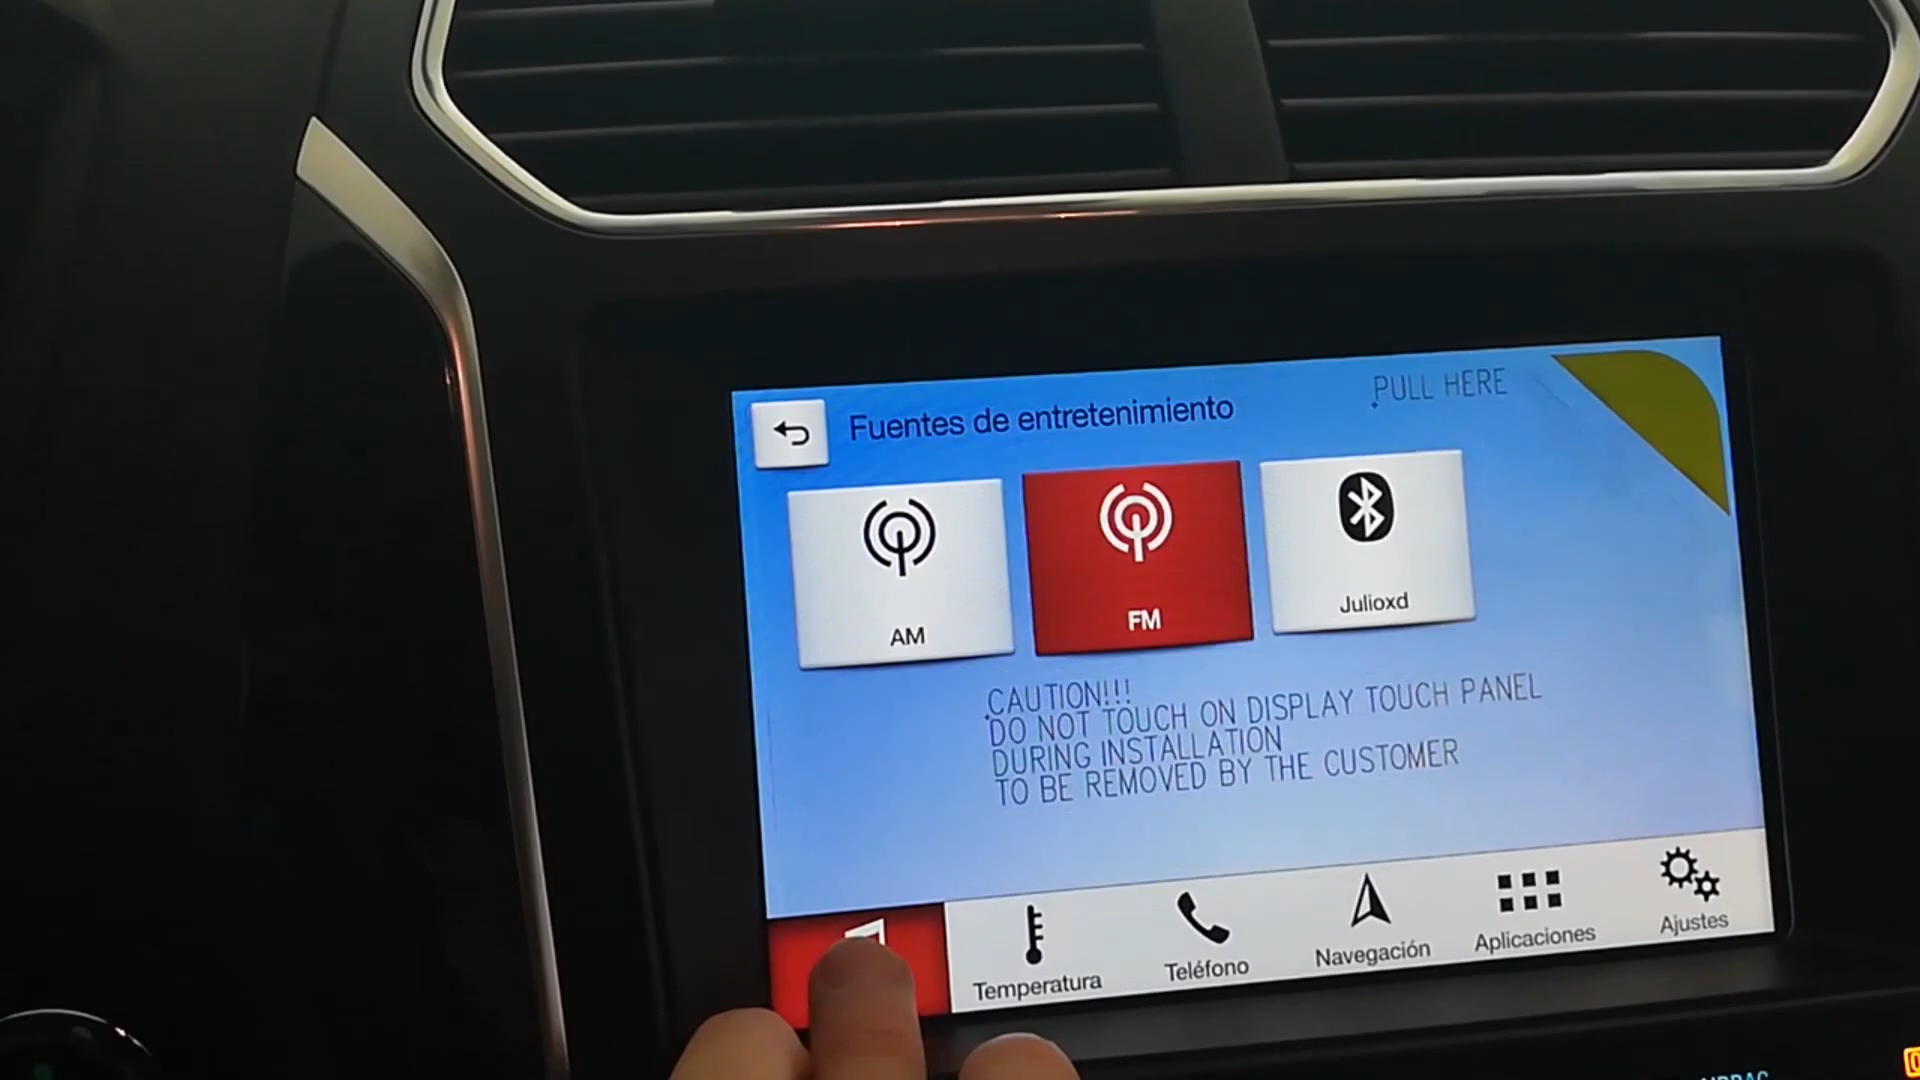 Fuentes de entretenimiento
PULL HERE
AM
FM
Julioxd
CAUTION!!!
DO NOT TOUCH ON DISPLAY TOUCH PANEL
DURING INSTALLATION
TO BE REMOVED BY THE CUSTOMER
Temperatura
Teléfono
Navegación
Aplicaciones
Ajustes